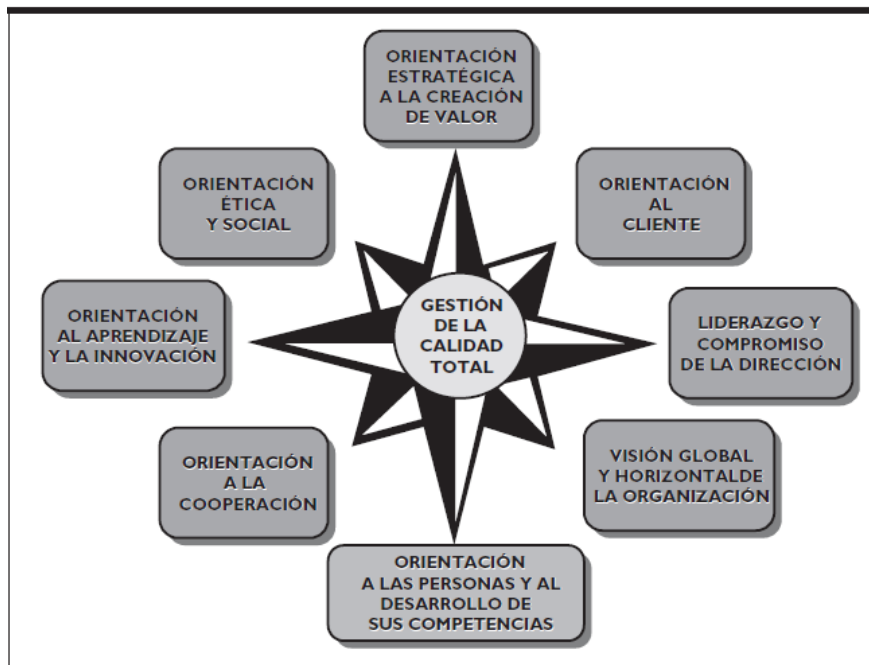 ORIENTACIÓN
ESTRATÉGICA
A LA CREACIÓN
DE VALOR
ORIENTACIÓN
ÉTICA
Y SOCIAL
ORIENTACIÓN
AL
CLIENTE
ORIENTACIÓN
AL APRENDIZAJE
Y LA INNOVACIÓN
GESTIÓN
DE LA
CALIDAD
TOTAL
LIDERAZGO Y
COMPROMISO
DE LA DIRECCIÓN
ORIENTACIÓN
A LA
COOPERACIÓN
VISIÓN GLOBAL
Y HORIZONTALDE
LA ORGANIZACIÓN
ORIENTACIÓN
A LAS PERSONAS Y AL
DESARROLLO DE
SUS COMPETENCIAS